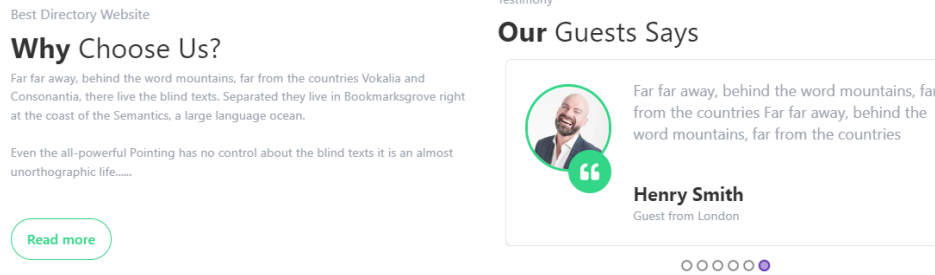 Best Directory Website
Why Choose Us?
Far far away, behind the word mountains, far from the countries Vokalia and
Consonantia, there live the blind texts. Separated they live in Bookmarksgrove right
at the coast of the Semantics, a large language ocean.
Even the all-powerful Pointing has no control about the blind texts it is an almost
unorthographic life......
Read more
Testimony
Our Guests Says
Far far away, behind the word mountains, fa
from the countries Far far away, behind the
word mountains, far from the countries
Henry Smith
Guest from London